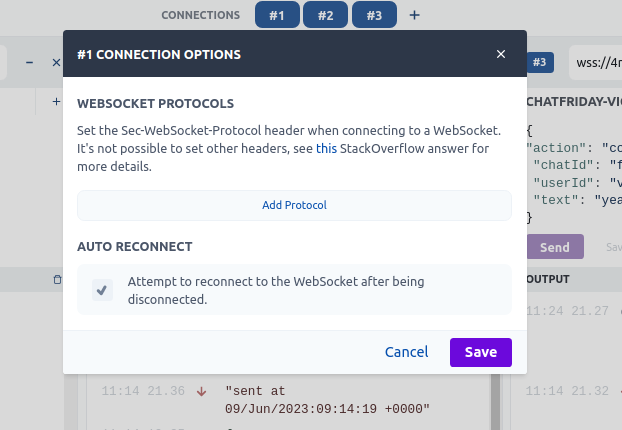 CONNECTIONS #1 #2 #3 +
#1 CONNECTION OPTIONS
#3 wss://4
WEBSOCKET PROTOCOLS
Set the Sec-WebSocket-Protocol header when connecting to a WebSocket.
It's not possible to set other headers, see this StackOverflow answer for
more details.
Add Protocol
AUTO RECONNECT
Attempt to reconnect to the WebSocket after being
disconnected.
Cancel Save
CHATFRIDAY-VI
{
"action": "co
"chatId": "f
"userId": "v
"text": "yea
}
Send Sav
OUTPUT
11:24 21.27
11:14 21.32
11:14 21.36 ↓ "sent at
09/Jun/2023:09:14:19 +0000"